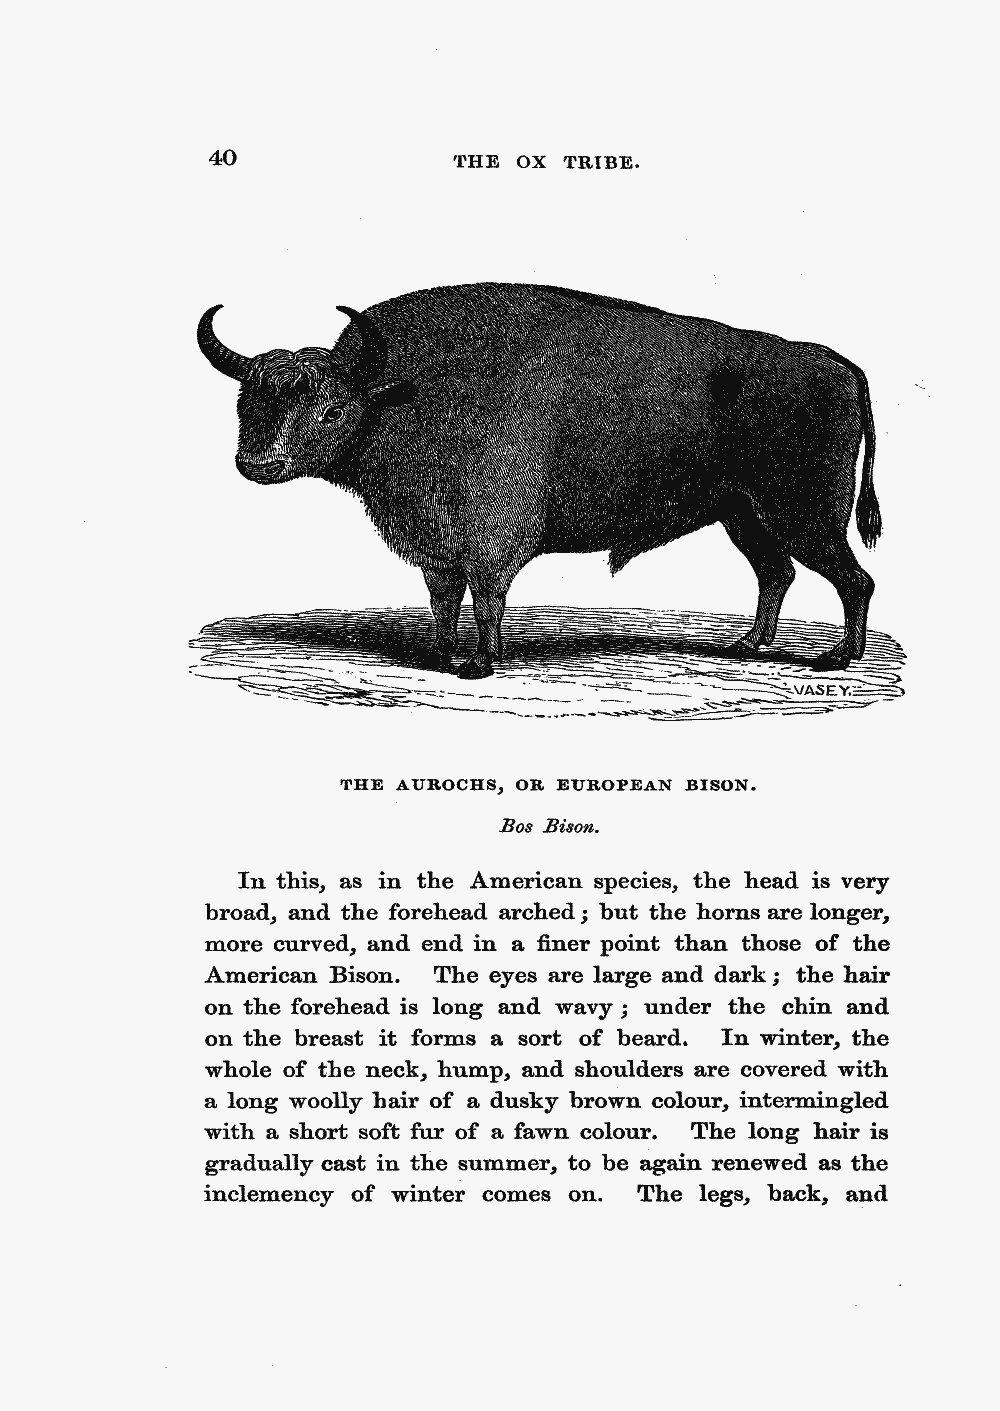 40
THE OX TRIBE.
VASEY.
THE AUROCHS, OR EUROPEAN BISON.
Bos Bison.
In this, as in the American species, the head is very
broad, and the forehead arched; but the horns are longer,
more curved, and end in a finer point than those of the
American Bison. The eyes are large and dark; the hair
on the forehead is long and wavy; under the chin and
on the breast it forms a sort of beard. In winter, the
whole of the neck, hump, and shoulders are covered with
a long woolly hair of a dusky brown colour, intermingled
with a short soft fur of a fawn colour. The long hair is
gradually cast in the summer, to be again renewed as the
inclemency of winter comes on. The legs, back, and